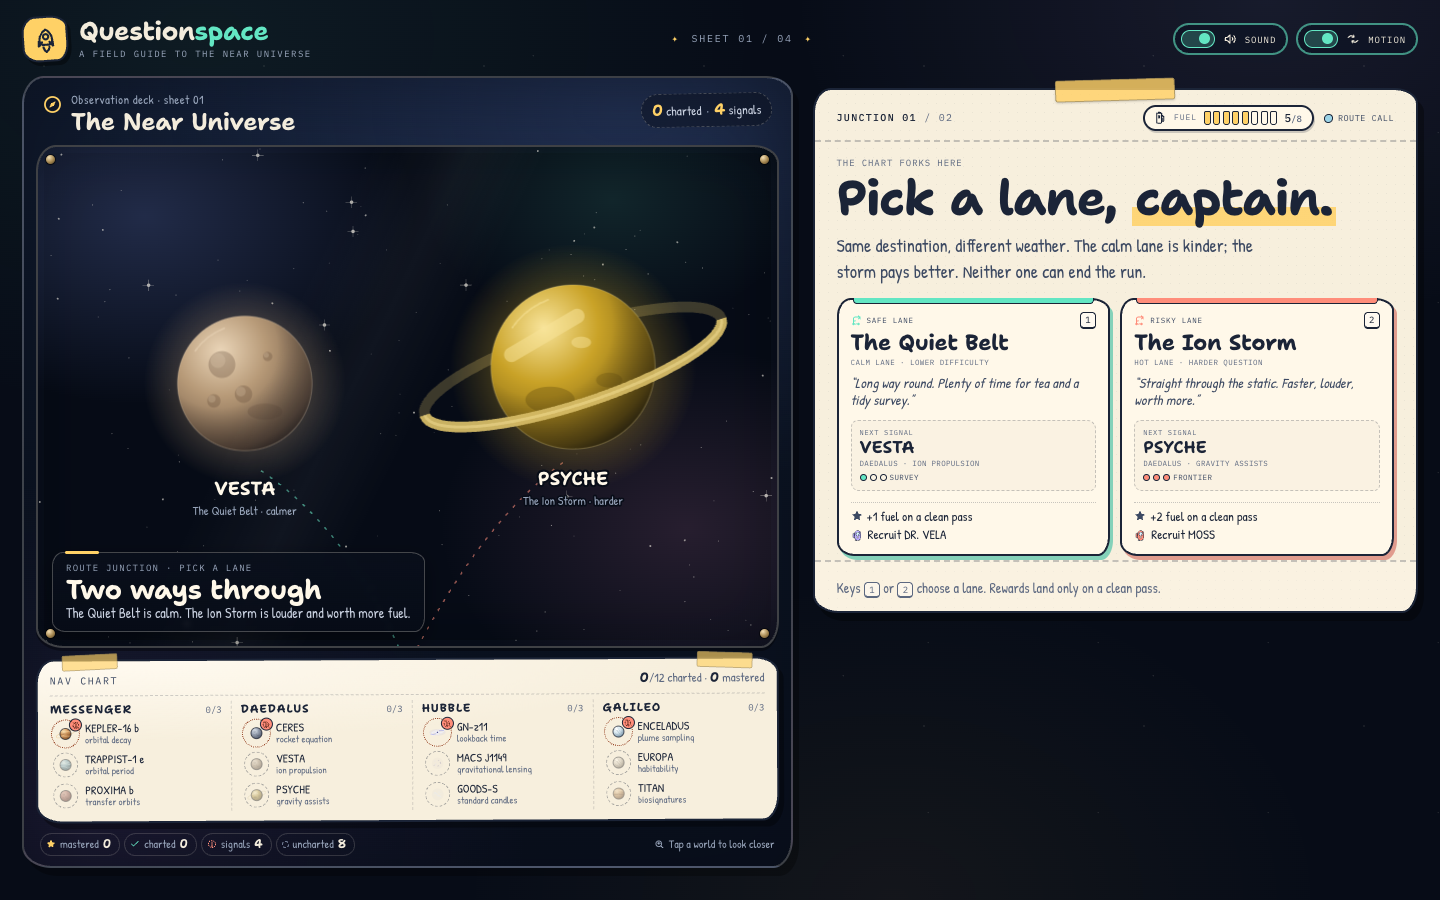 Questionspace
A FIELD GUIDE TO THE NEAR UNIVERSE
SHEET 01 / 04
SOUND
MOTION
Observation deck · sheet 01
The Near Universe
0 charted · 4 signals
VESTA
The Quiet Belt · calmer
PSYCHE
The Ion Storm · harder
ROUTE JUNCTION · PICK A LANE
Two ways through
The Quiet Belt is calm. The Ion Storm is louder and worth more fuel.
NAV CHART
0/12 charted · 0 mastered
MESSENGER 0/3
KEPLER-16 b
orbital decay
TRAPPIST-1 e
orbital period
PROXIMA b
transfer orbits
DAEDALUS 0/3
CERES
rocket equation
VESTA
ion propulsion
PSYCHE
gravity assists
HUBBLE 0/3
GN-z11
lookback time
MACS J1149
gravitational lensing
GOODS-S
standard candles
GALILEO 0/3
ENCELADUS
plume sampling
EUROPA
habitability
TITAN
biosignatures
mastered 0
charted 0
signals 4
uncharted 8
Tap a world to look closer
JUNCTION 01 / 02
FUEL 5/8
ROUTE CALL
THE CHART FORKS HERE
Pick a lane, captain.
Same destination, different weather. The calm lane is kinder; the
storm pays better. Neither one can end the run.
SAFE LANE 1
The Quiet Belt
CALM LANE · LOWER DIFFICULTY
"Long way round. Plenty of time for tea and a
tidy survey."
NEXT SIGNAL
VESTA
DAEDALUS · ION PROPULSION
SURVEY
+1 fuel on a clean pass
Recruit DR. VELA
RISKY LANE 2
The Ion Storm
HOT LANE · HARDER QUESTION
"Straight through the static. Faster, louder,
worth more."
NEXT SIGNAL
PSYCHE
DAEDALUS · GRAVITY ASSISTS
FRONTIER
+2 fuel on a clean pass
Recruit MOSS
Keys 1 or 2 choose a lane. Rewards land only on a clean pass.